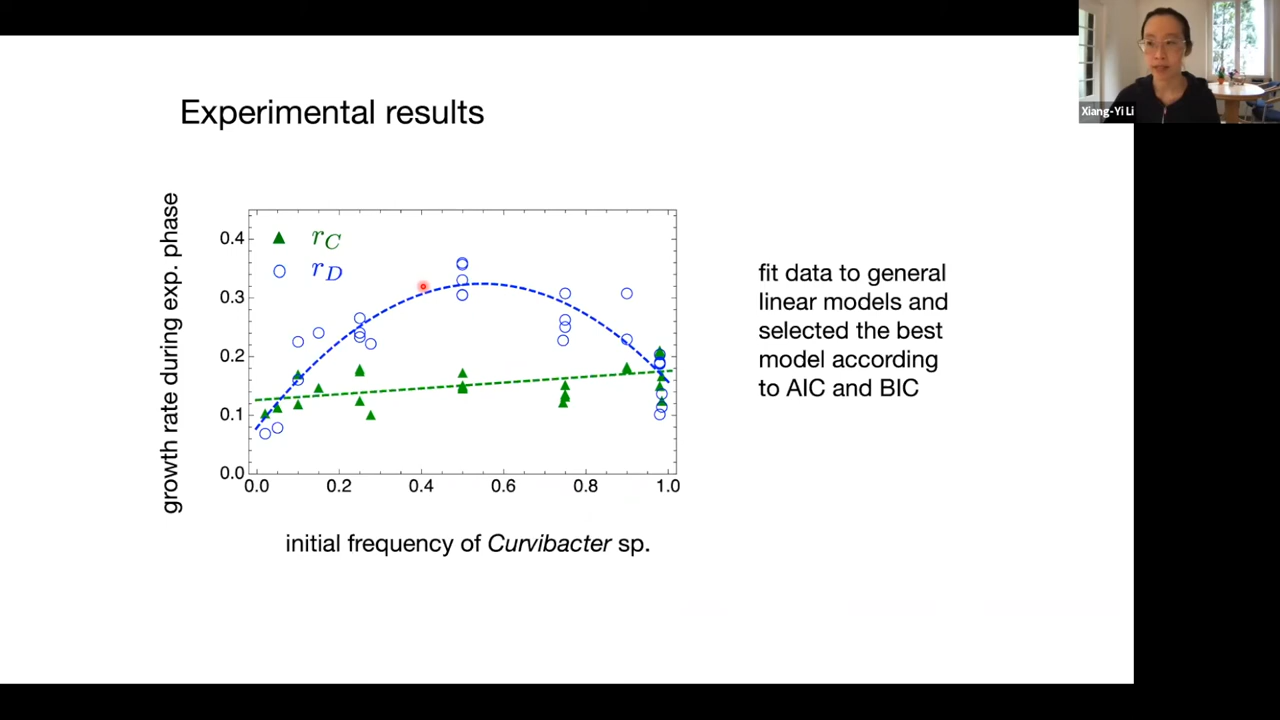 Experimental results
Xiang-Yi Li
growth rate during exp. phase
0.4
0.3
0.2
0.1
0.0
r_C
r_D
0.0 0.2 0.4 0.6 0.8 1.0
initial frequency of Curvibacter sp.
fit data to general
linear models and
selected the best
model according
to AIC and BIC